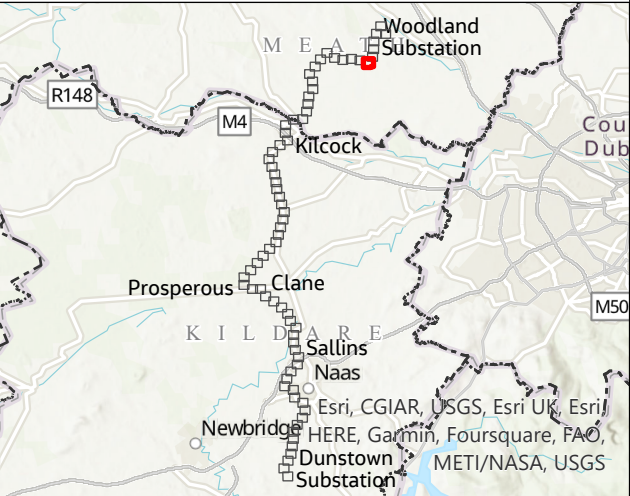 Woodland
Substation
M E A T H
R148
M4
Kilcock
Cou
Dub
Prosperous
Clane
M50
K I L D A R E
Sallins
Naas
Esri, CGIAR, USGS, Esri UK, Esri,
Newbridge
HERE, Garmin, Foursquare, FAO,
METI/NASA, USGS
Dunstown
Substation